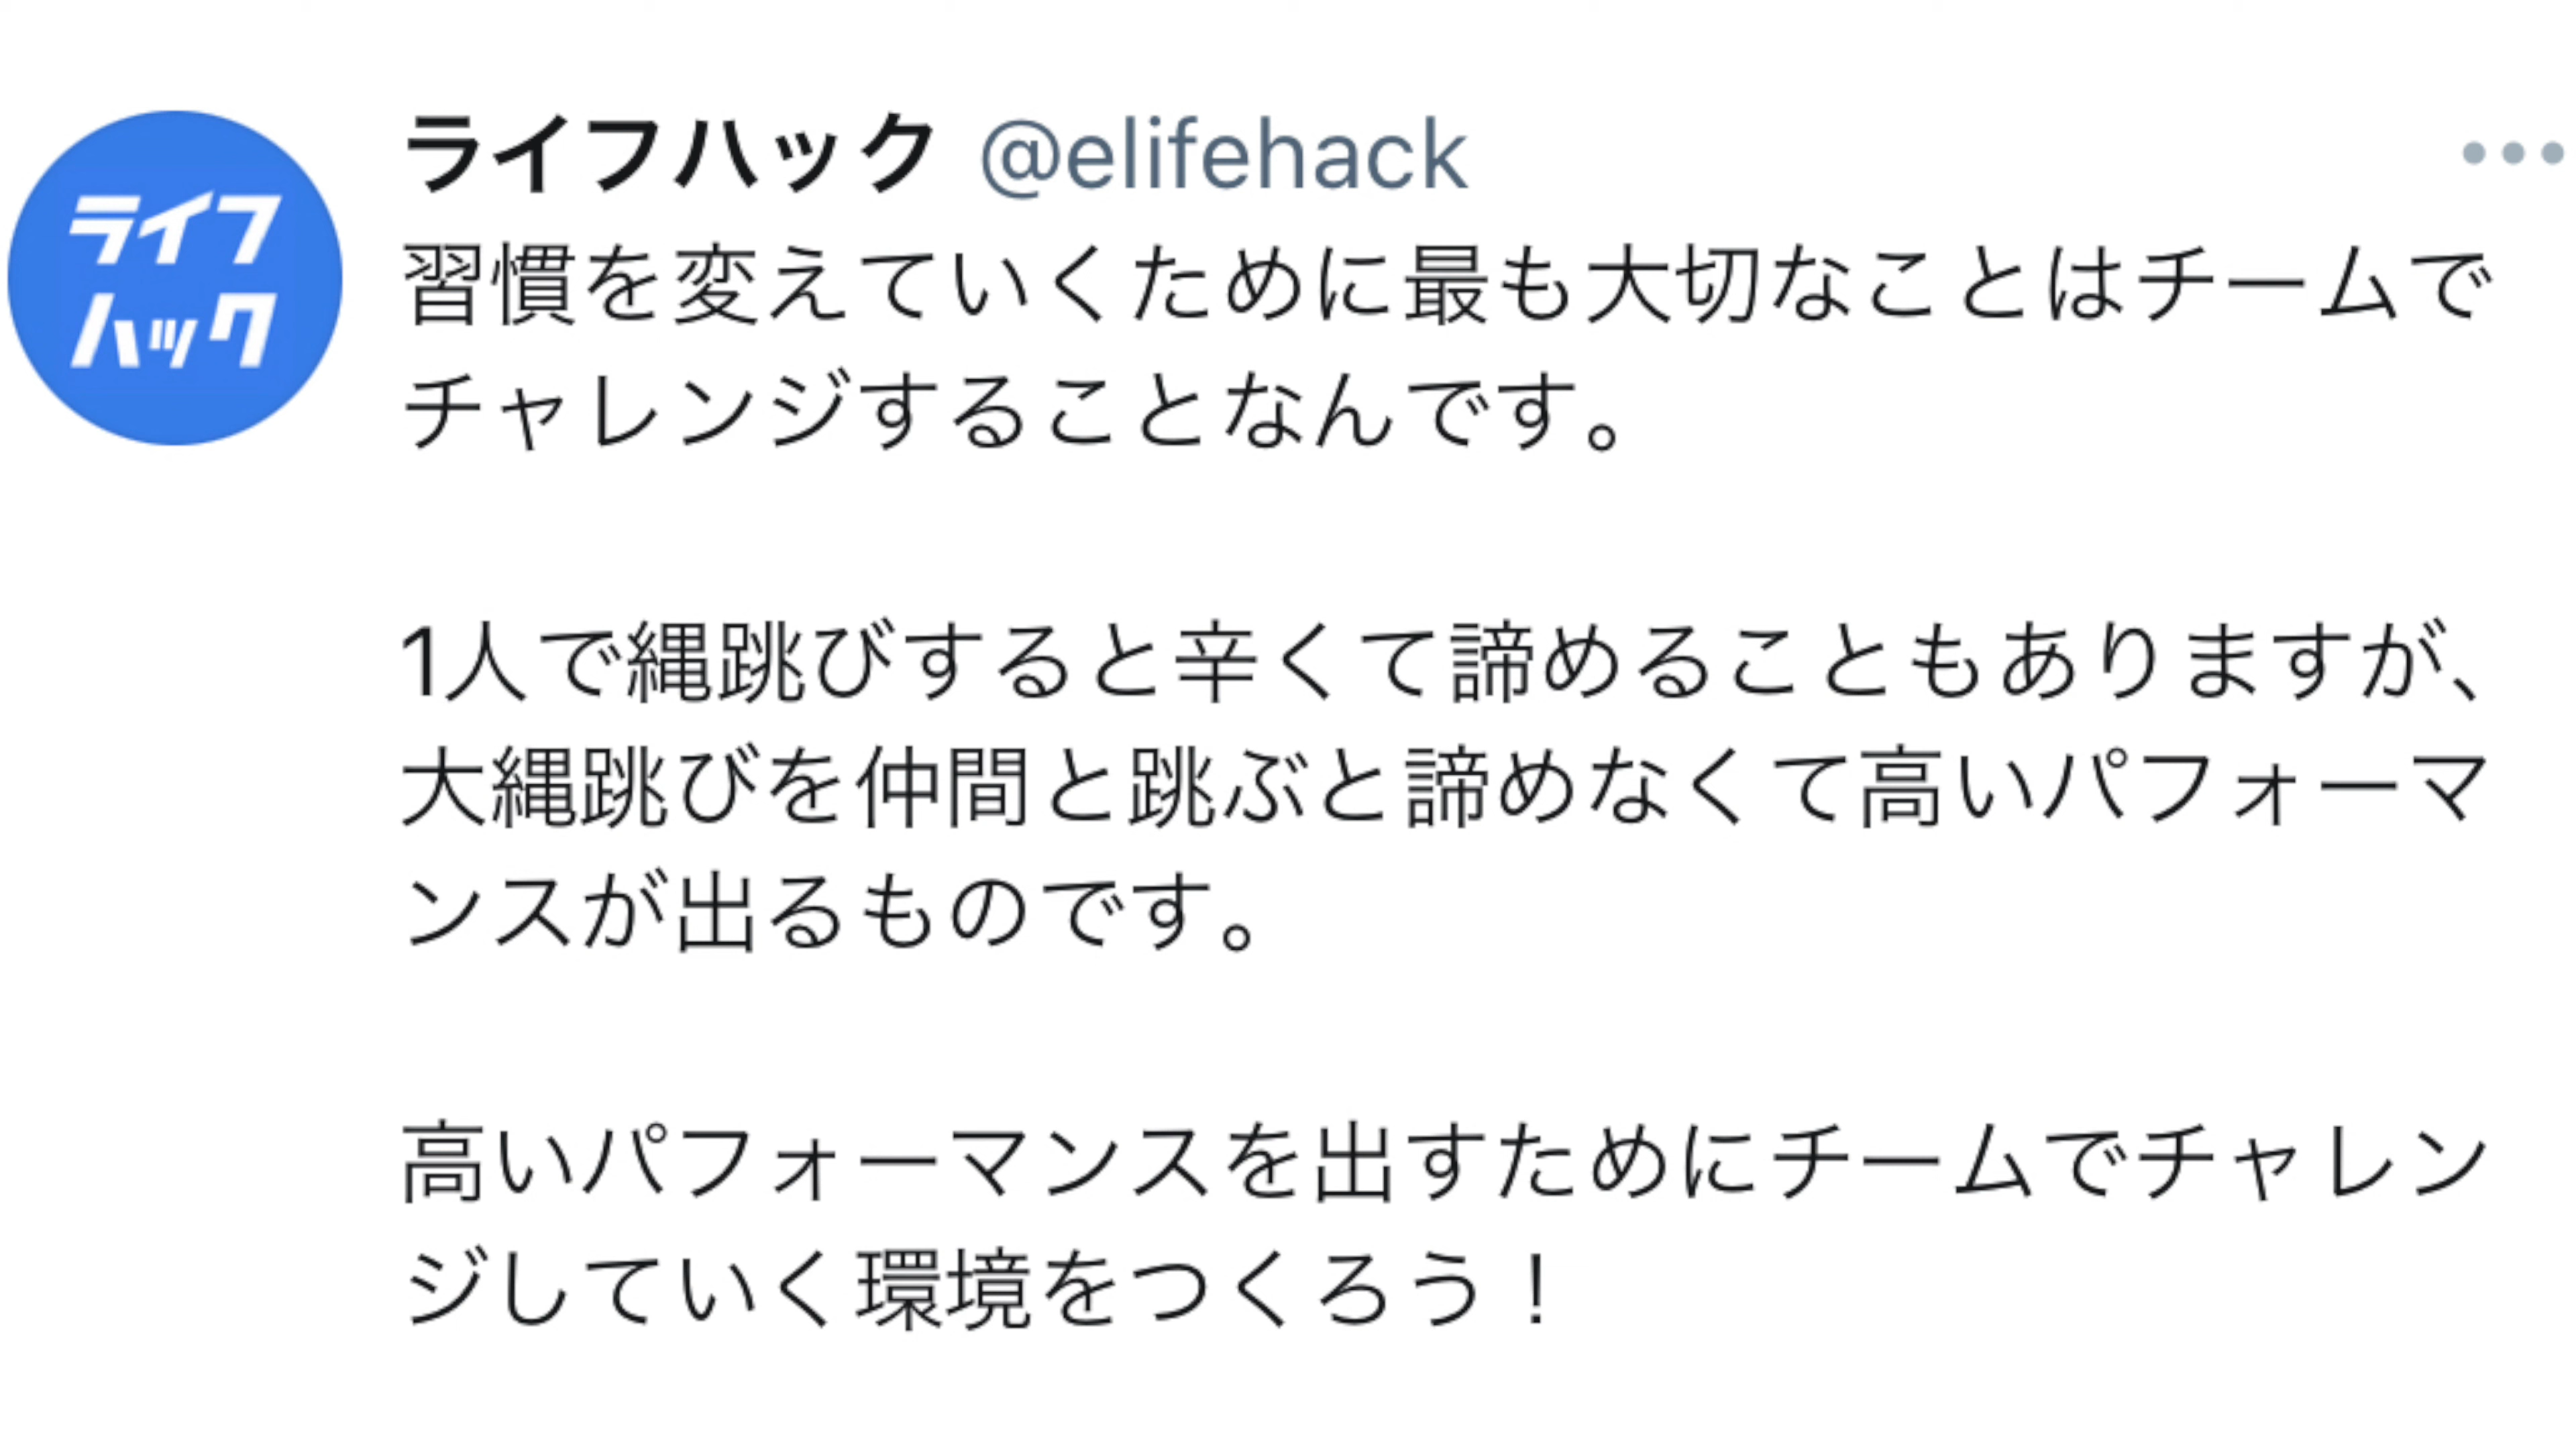 ライフ
ハック
ライフハック @elifehack
習慣を変えていくために最も大切なことはチームで
チャレンジすることなんです。
1人で縄跳びすると辛くて諦めることもありますが、
大縄跳びを仲間と跳ぶと諦めなくて高いパフォーマ
ンスが出るものです。
高いパフォーマンスを出すためにチームでチャレン
ジしていく環境をつくろう！